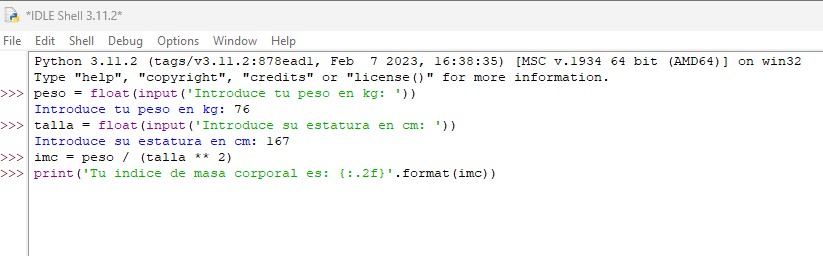 *IDLE Shell 3.11.2*
File Edit Shell Debug Options Window Help
Python 3.11.2 (tags/v3.11.2:878ead1, Feb  7 2023, 16:38:35) [MSC v.1934 64 bit (AMD64)] on win32
Type "help", "copyright", "credits" or "license()" for more information.
>>> peso = float(input('Introduce tu peso en kg: '))
Introduce tu peso en kg: 76
>>> talla = float(input('Introduce su estatura en cm: '))
Introduce su estatura en cm: 167
>>> imc = peso / (talla ** 2)
>>> print('Tu indice de masa corporal es: {:.2f}'.format(imc))